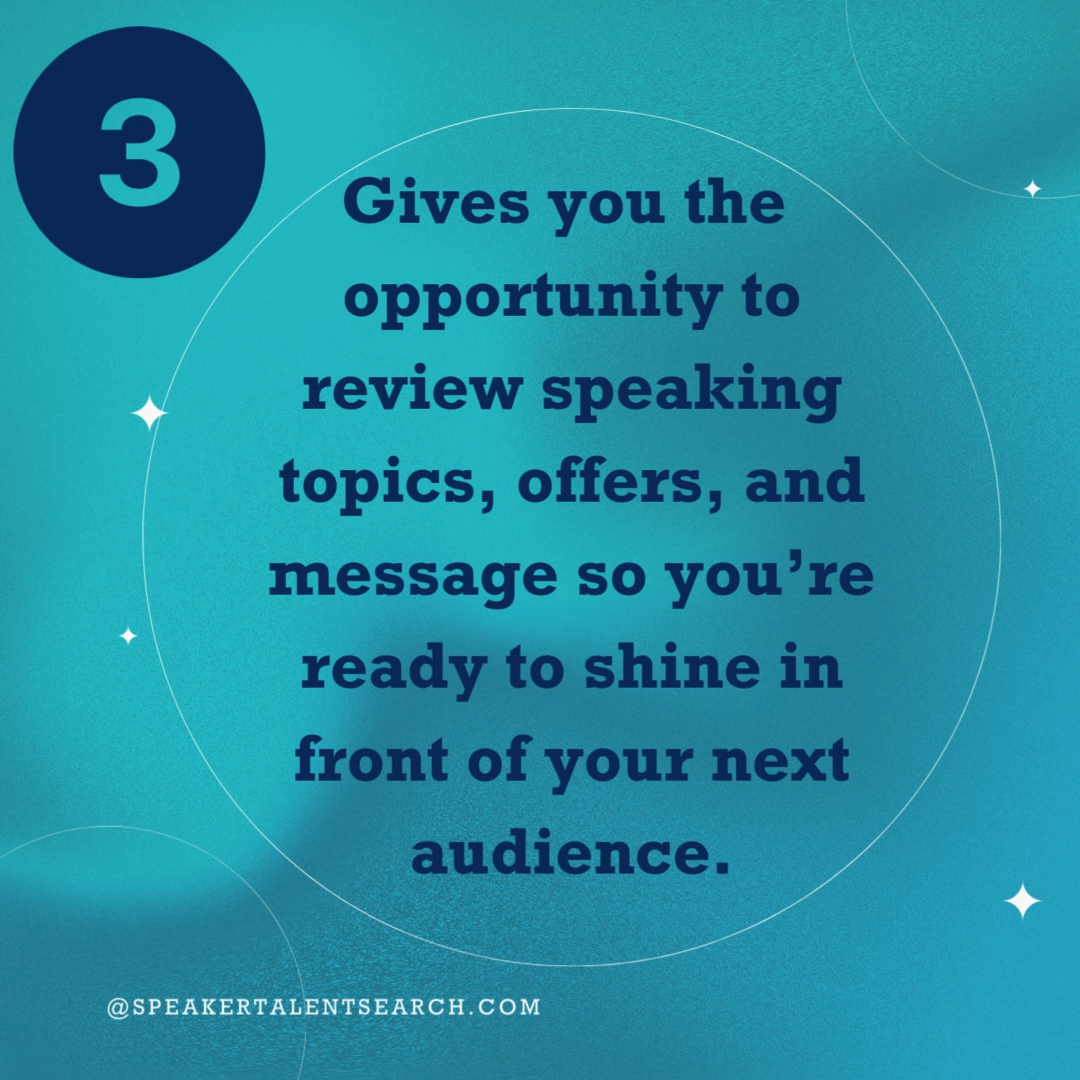 3
Gives you the
opportunity to
review speaking
topics, offers, and
message so you’re
ready to shine in
front of your next
audience.
@SPEAKERTALENTSEARCH.COM